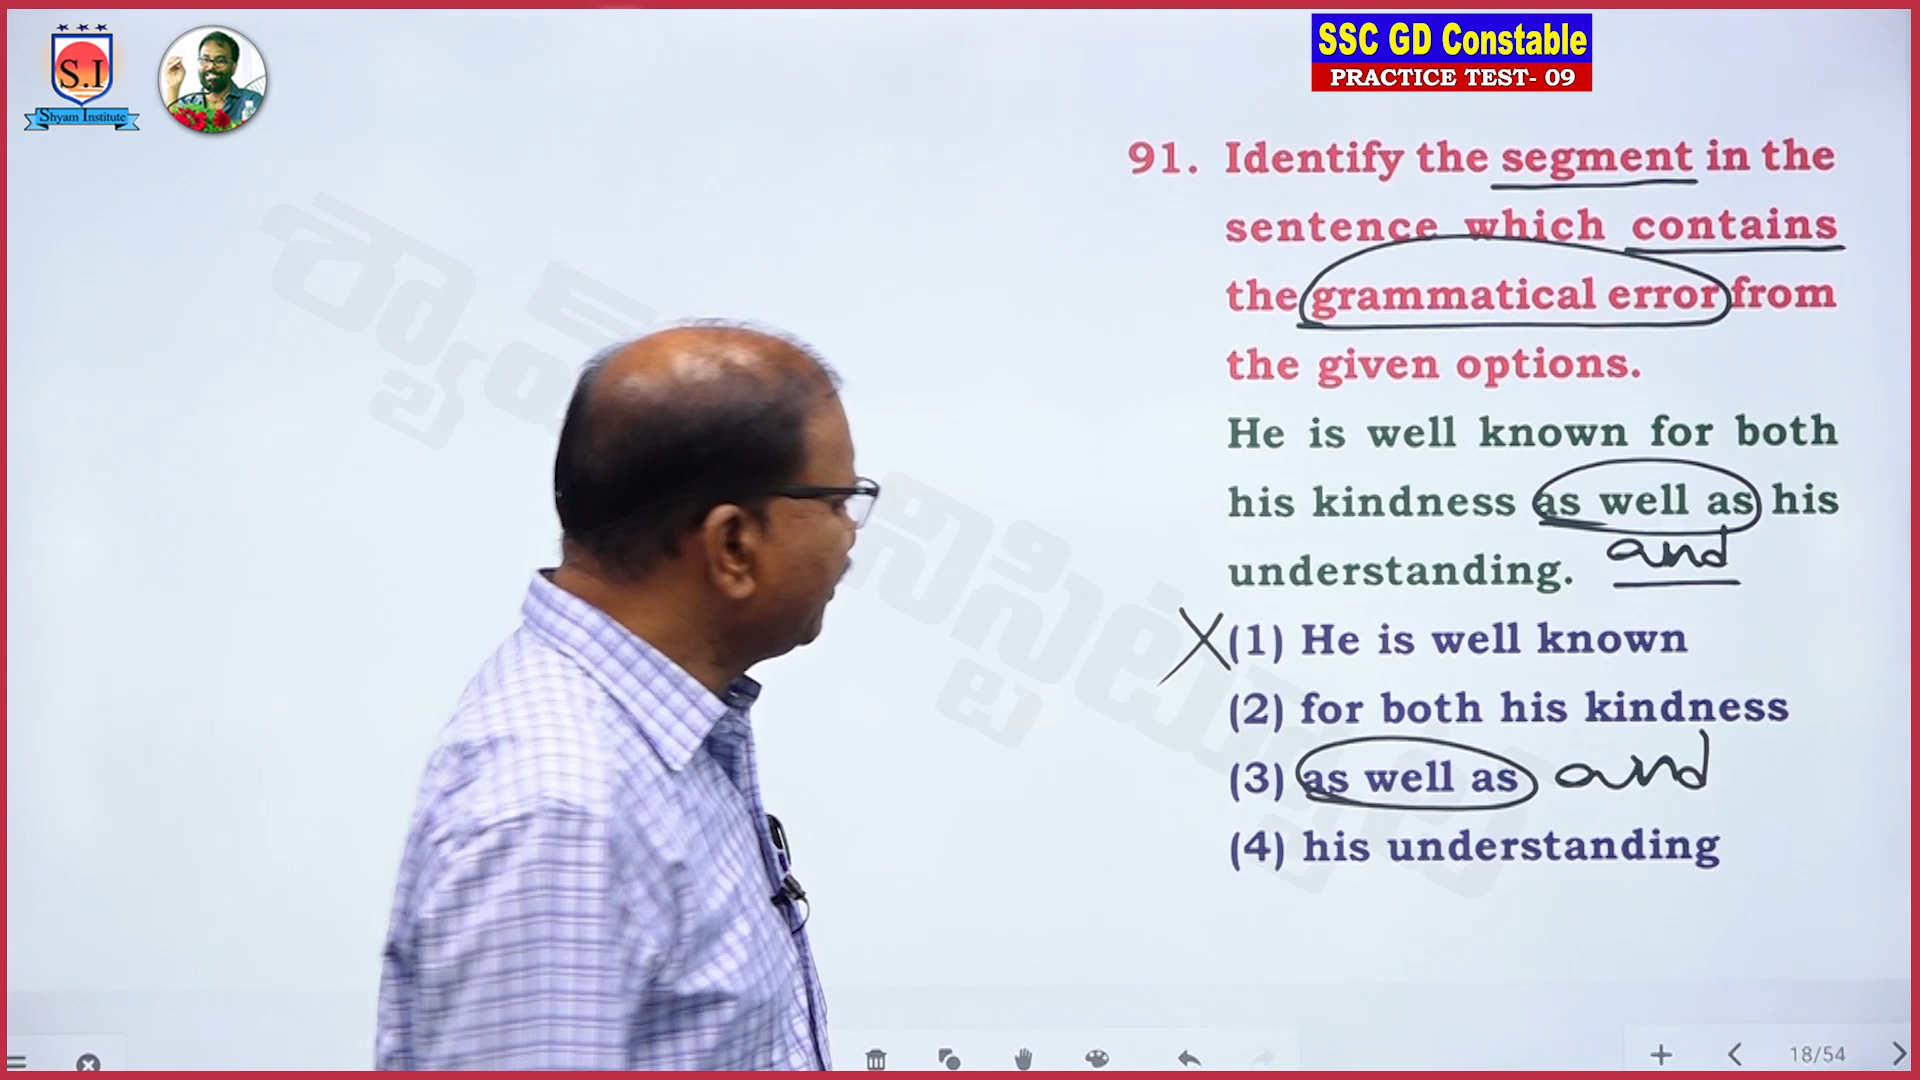 S.I
Shyam Institute
SSC GD Constable
PRACTICE TEST- 09
91. Identify the segment in the
sentence which contains
the grammatical error from
the given options.
He is well known for both
his kindness as well as his
understanding. and
X (1) He is well known
(2) for both his kindness
(3) as well as and
(4) his understanding
18/54